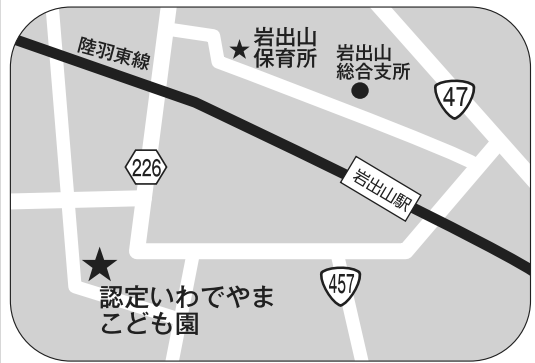 陸羽東線
岩出山
保育所
岩出山
総合支所
47
226
岩出山駅
457
認定いわでやま
こども園